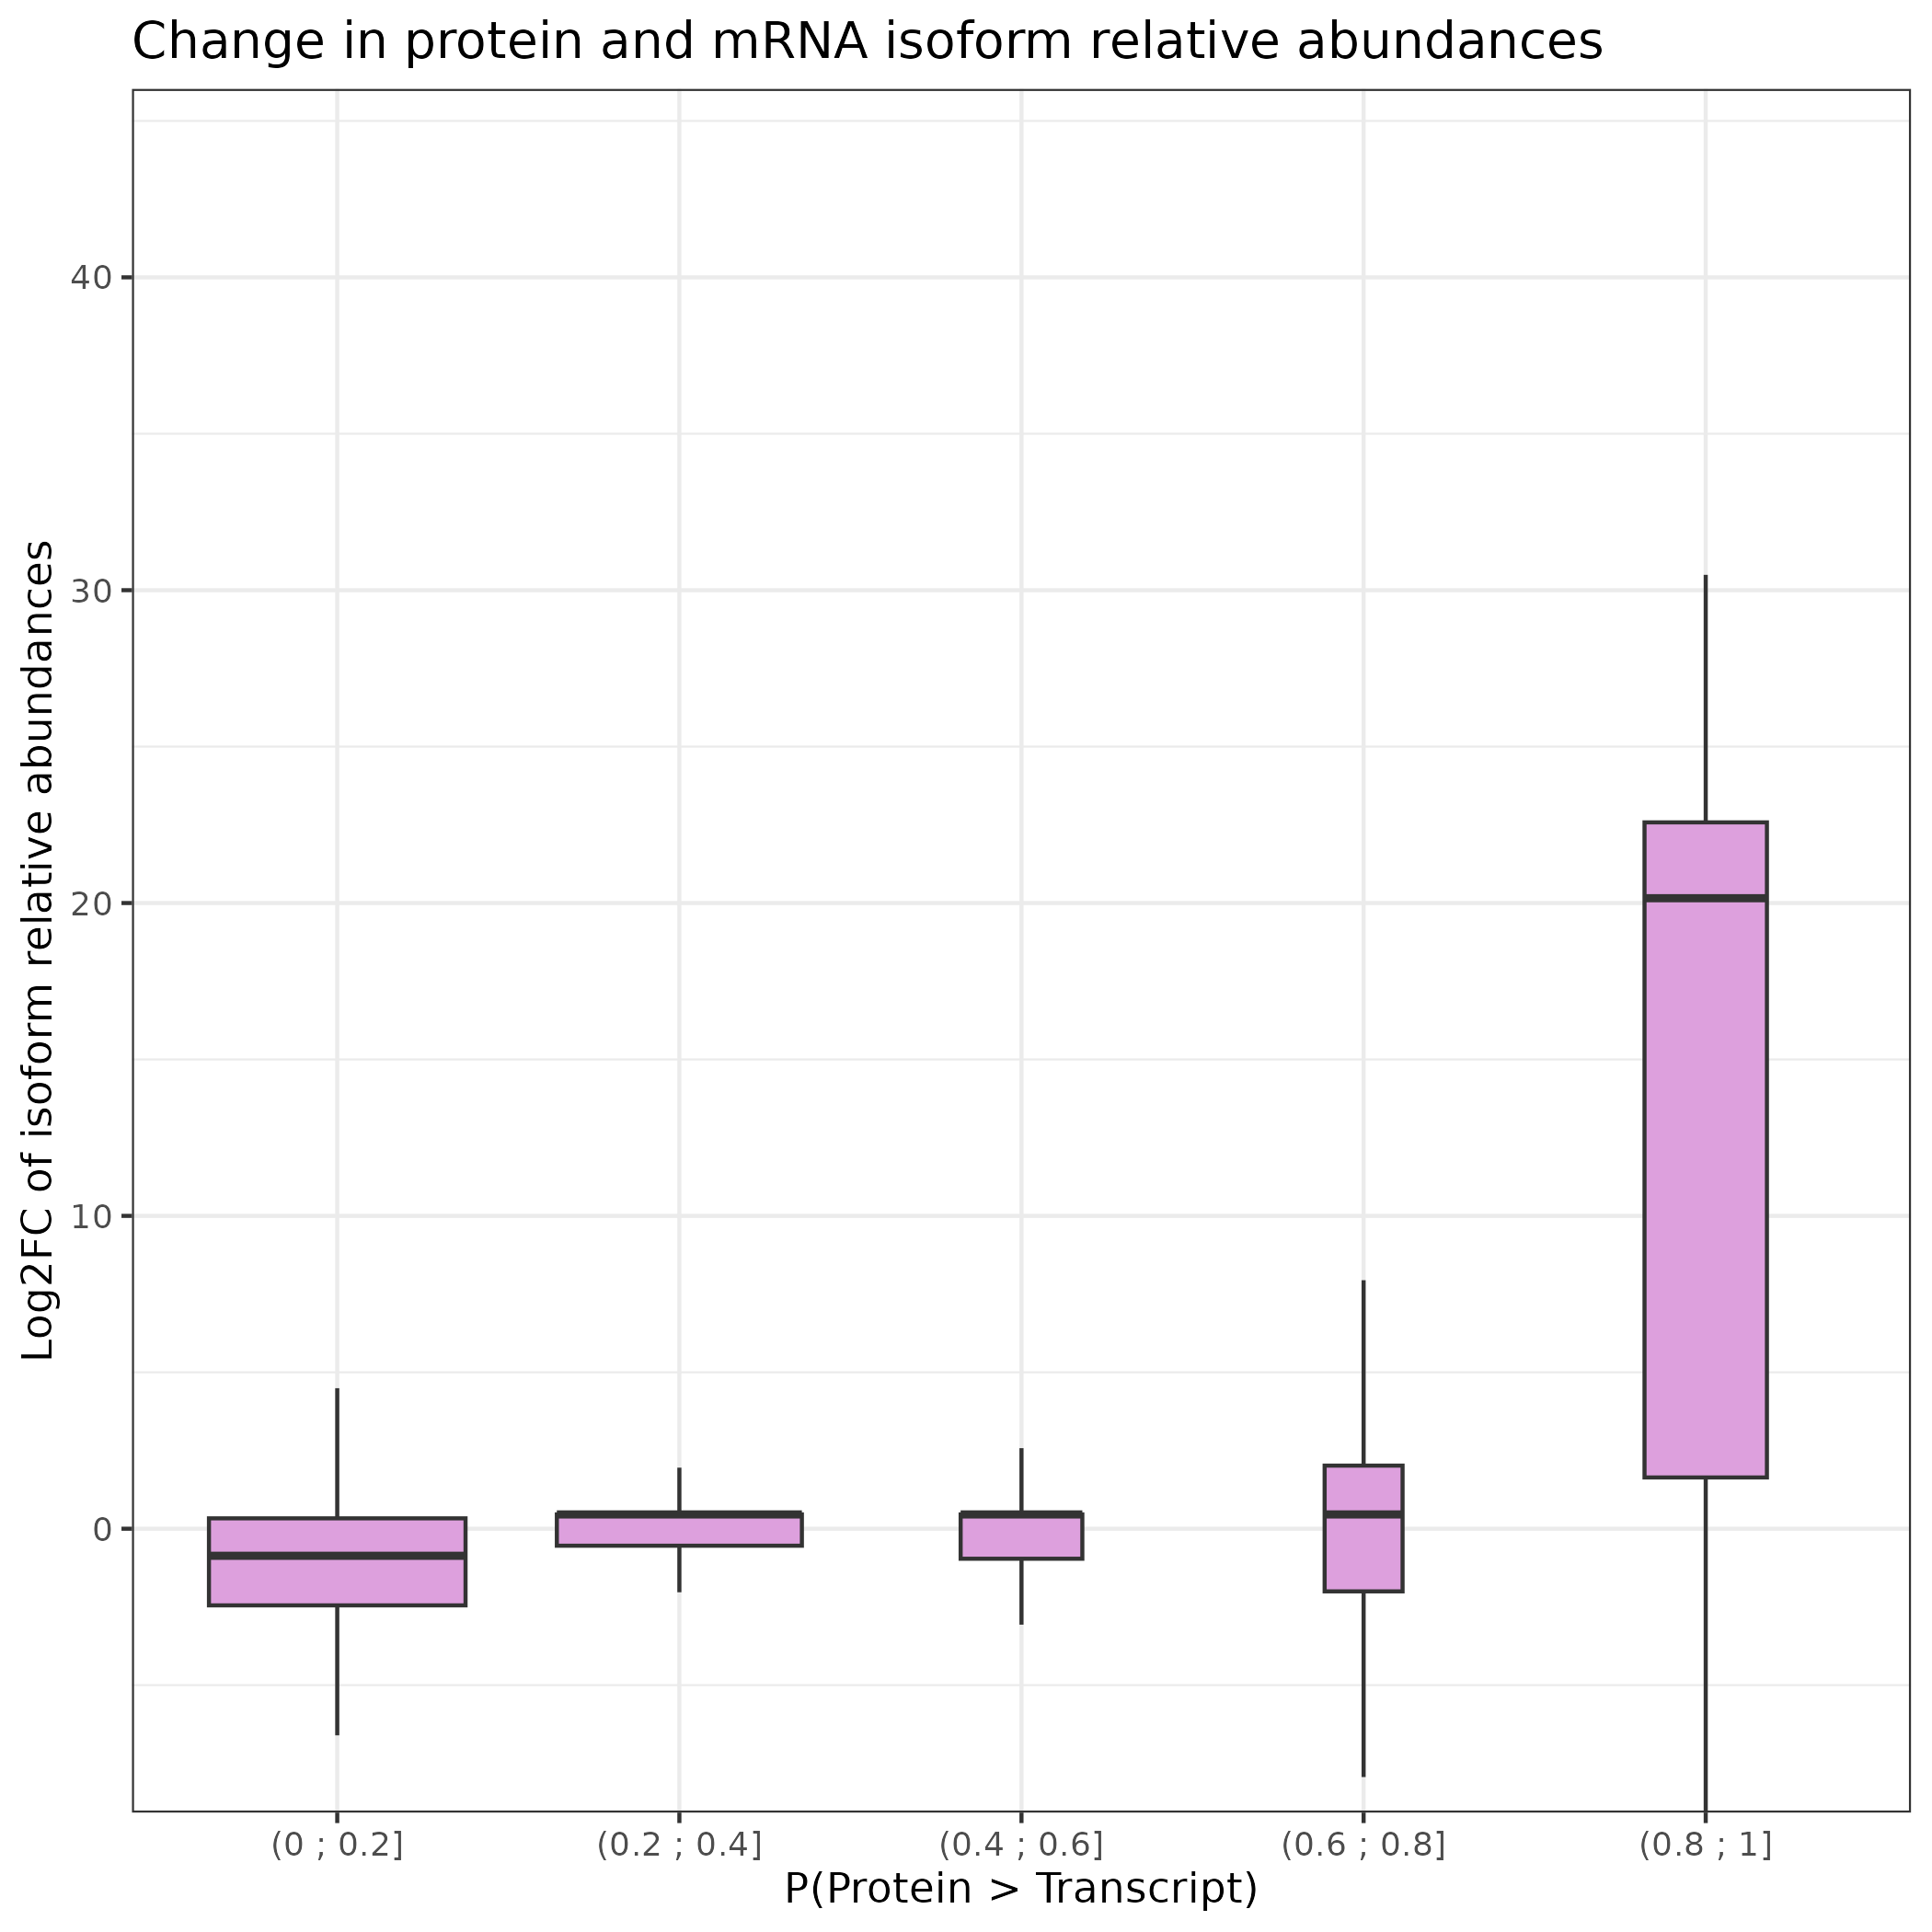 Change in protein and mRNA isoform relative abundances
Log2FC of isoform relative abundances
40
30
20
10
0
(0 ; 0.2]
(0.2 ; 0.4]
(0.4 ; 0.6]
(0.6 ; 0.8]
(0.8 ; 1]
P(Protein > Transcript)